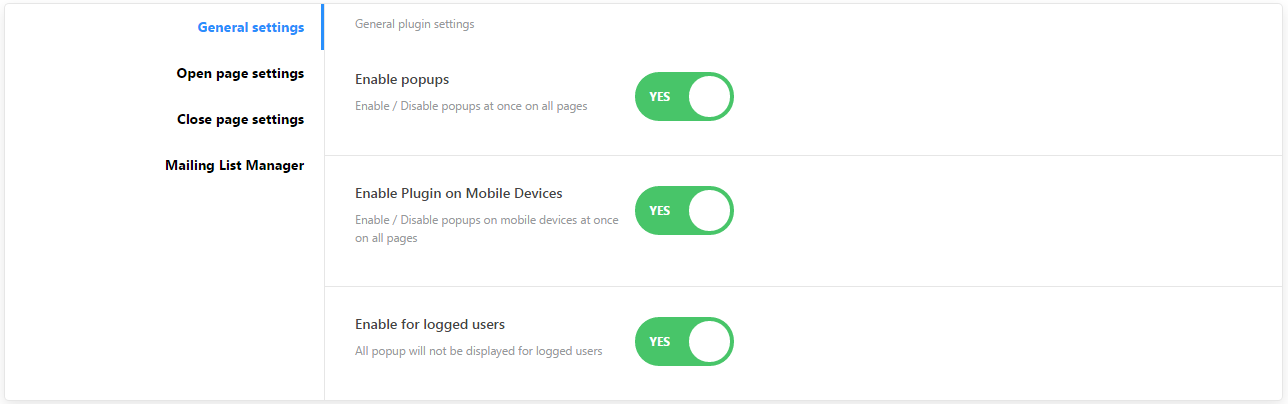 General settings
Open page settings
Close page settings
Mailing List Manager
General plugin settings
Enable popups
Enable / Disable popups at once on all pages
YES
Enable Plugin on Mobile Devices
Enable / Disable popups on mobile devices at once
on all pages
YES
Enable for logged users
All popup will not be displayed for logged users
YES